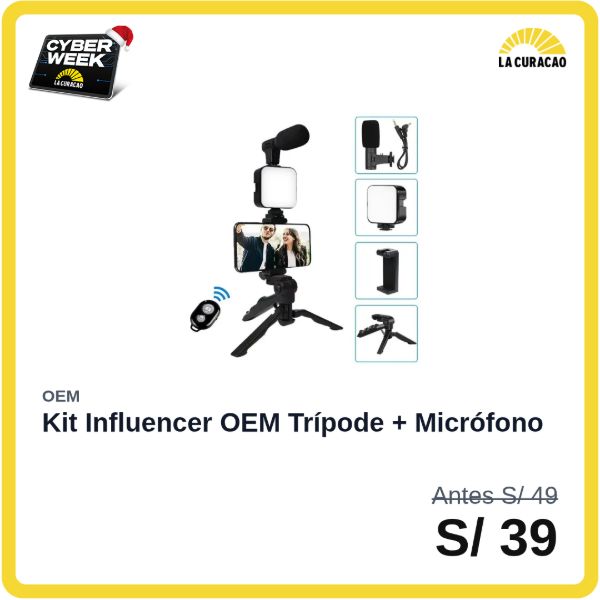 CYBER
WEEK
LA CURACAO
LA CURACAO
OEM
Kit Influencer OEM Trípode + Micrófono
Antes S/ 49
S/ 39